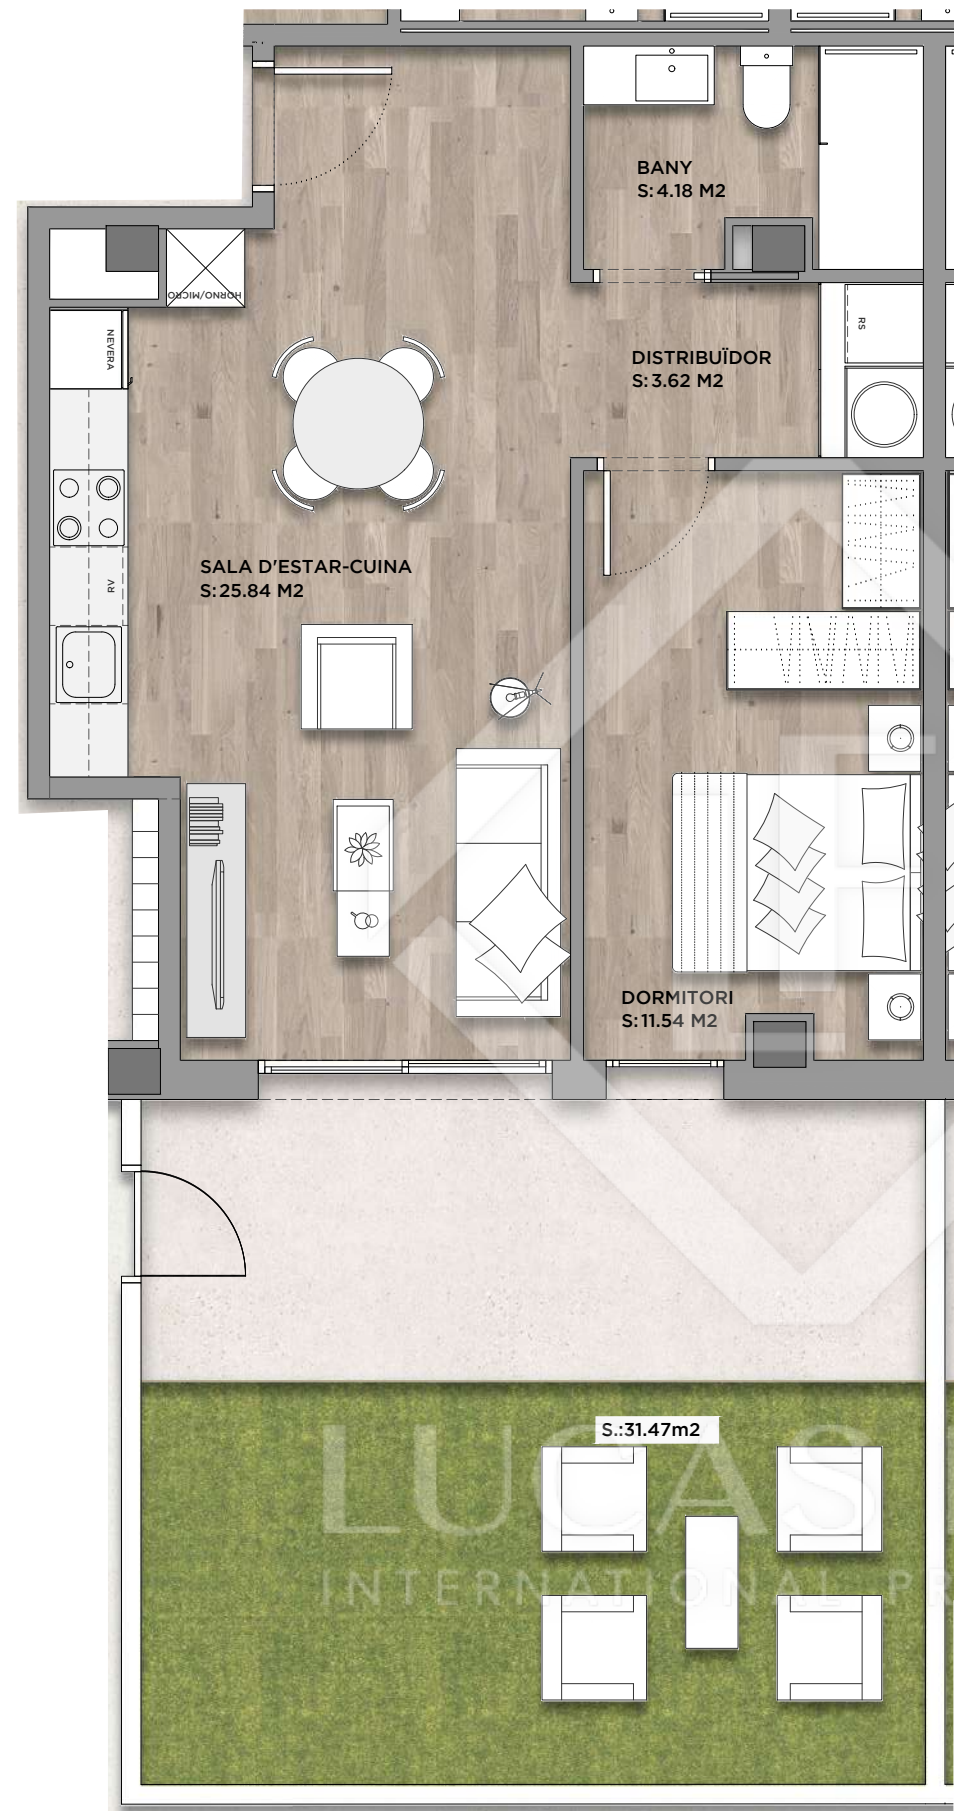 BANY
S: 4.18 M2
HORNO/MICRO
NEVERA
RS
DISTRIBUÏDOR
S: 3.62 M2
SALA D'ESTAR-CUINA
S: 25.84 M2
RV
DORMITORI
S: 11.54 M2
S.:31.47m2
LUCAS
INTERNATIONAL PR